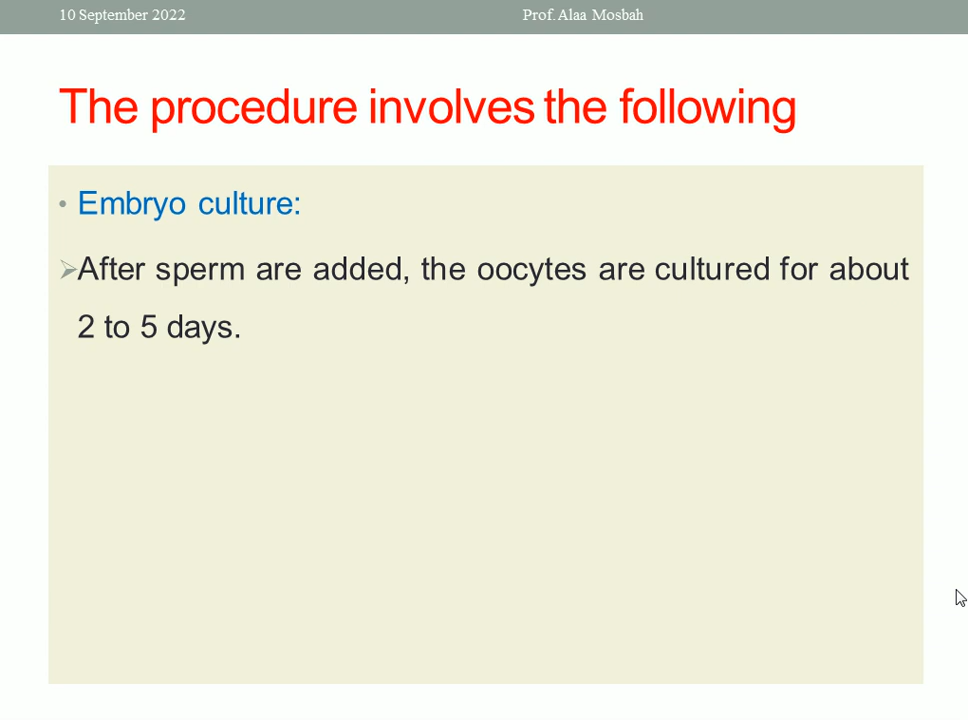 10 September 2022 Prof. Alaa Mosbah
The procedure involves the following
• Embryo culture:
➢After sperm are added, the oocytes are cultured for about
2 to 5 days.